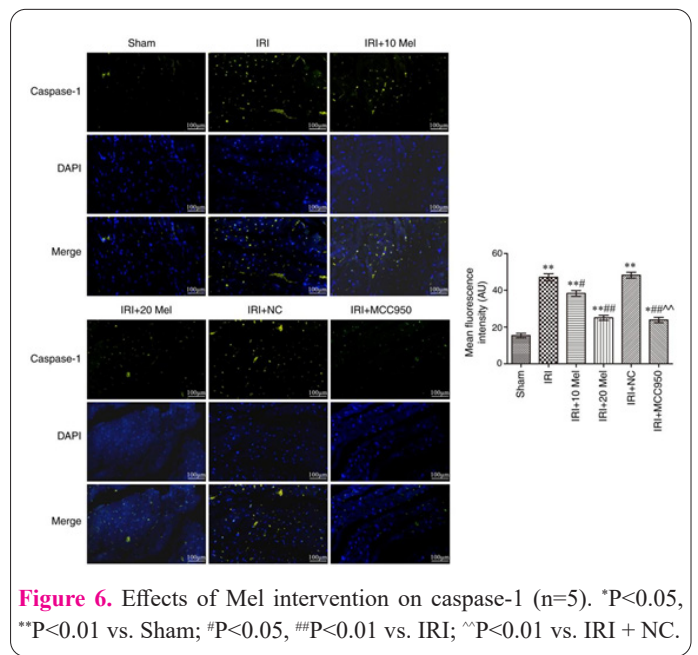 Sham IRI IRI+10 Mel
Caspase-1
100μm 100μm 100μm
DAPI
100μm 100μm 100μm
Merge
100μm 100μm 100μm
IRI+20 Mel IRI+NC IRI+MCC950
Caspase-1
100μm 100μm 100μm
DAPI
100μm 100μm 100μm
Merge
100μm 100μm 100μm
Mean fluorescence
intensity (AU)
60
40
20
0
** **# **## ** *##^^
Sham
IRI
IRI+10 Mel
IRI+20 Mel
IRI+NC
IRI+MCC950
Figure 6. Effects of Mel intervention on caspase-1 (n=5). *P<0.05,
**P<0.01 vs. Sham; #P<0.05, ##P<0.01 vs. IRI; ^^P<0.01 vs. IRI + NC.